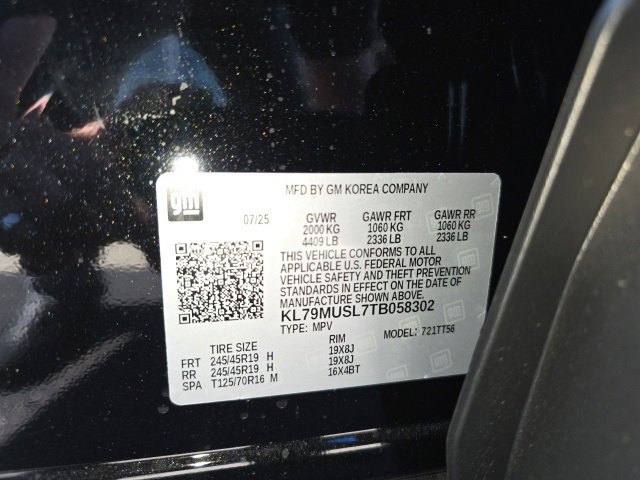 gm
MFD BY GM KOREA COMPANY
07/25 GVWR GAWR FRT GAWR RR
2000 KG 1060 KG 1060 KG
4409 LB 2336 LB 2336 LB
THIS VEHICLE CONFORMS TO ALL
APPLICABLE U.S. FEDERAL MOTOR
VEHICLE SAFETY AND THEFT PREVENTION
STANDARDS IN EFFECT ON THE DATE OF
MANUFACTURE SHOWN ABOVE.
KL79MUSL7TB058302
TYPE: MPV MODEL: 721TT56
TIRE SIZE RIM
FRT 245/45R19 H 19X8J
RR 245/45R19 H 19X8J
SPA T125/70R16 M 16X4BT